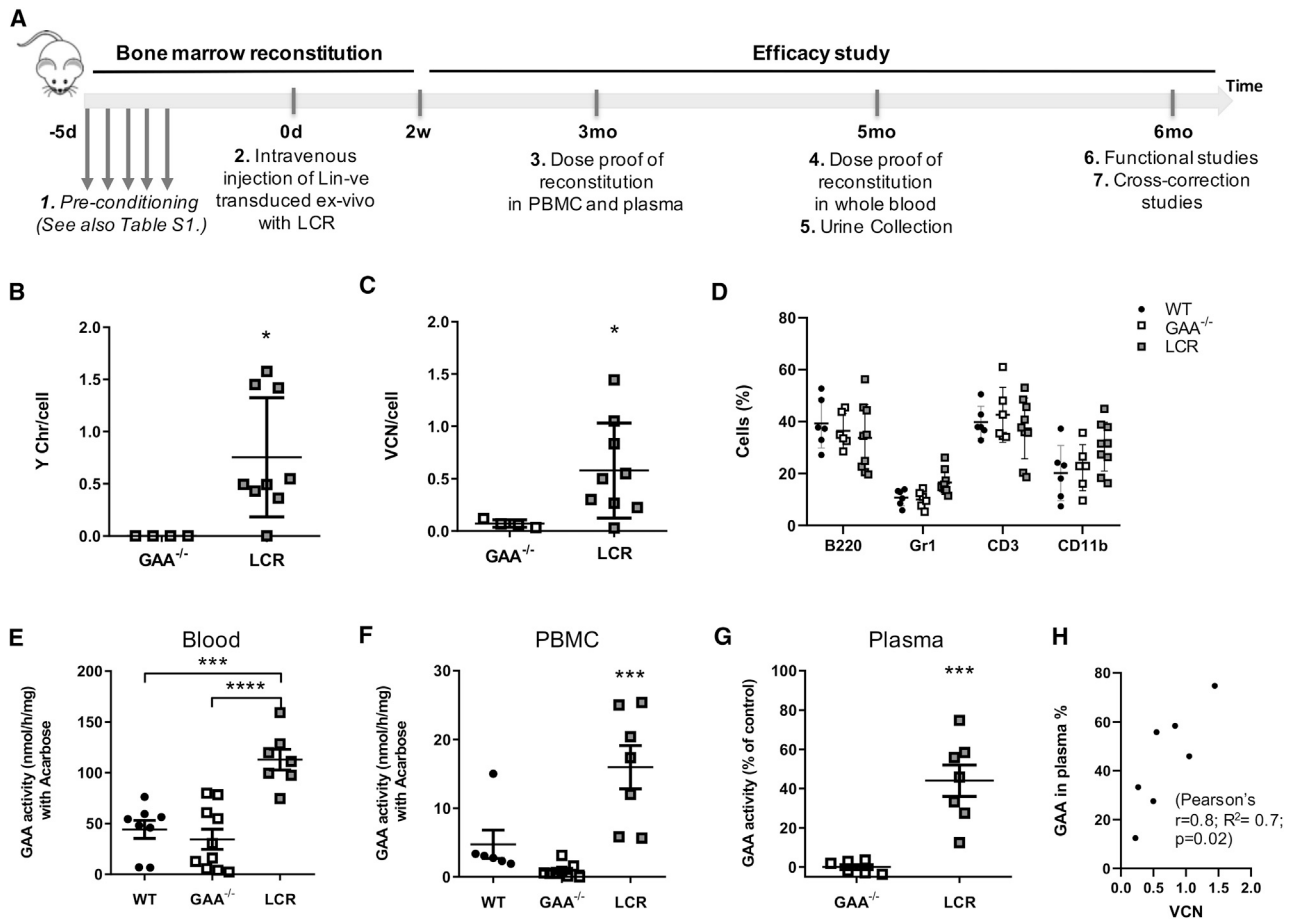 A
Bone marrow reconstitution
Efficacy study
Time
-5d
0d
2w
3mo
5mo
6mo
1. Pre-conditioning
(See also Table S1.)
2. Intravenous
injection of Lin-ve
transduced ex-vivo
with LCR
3. Dose proof of
reconstitution
in PBMC and plasma
4. Dose proof of
reconstitution
in whole blood
5. Urine Collection
6. Functional studies
7. Cross-correction
studies
B
Y Chr/cell
2.0
1.5
1.0
0.5
0.0
*
GAA-/-
LCR
C
VCN/cell
2.0
1.5
1.0
0.5
0.0
*
GAA-/-
LCR
D
Cells (%)
80
60
40
20
0
B220
Gr1
CD3
CD11b
WT
GAA-/-
LCR
E
Blood
GAA activity (nmol/h/mg)
with Acarbose
200
150
100
50
0
***
****
WT
GAA-/-
LCR
F
PBMC
GAA activity (nmol/h/mg)
with Acarbose
30
20
10
0
***
WT
GAA-/-
LCR
G
Plasma
GAA activity (% of control)
100
80
60
40
20
0
***
GAA-/-
LCR
H
GAA in plasma %
80
60
40
20
0
(Pearson's
r=0.8; R2= 0.7;
p=0.02)
0.0
0.5
1.0
1.5
2.0
VCN